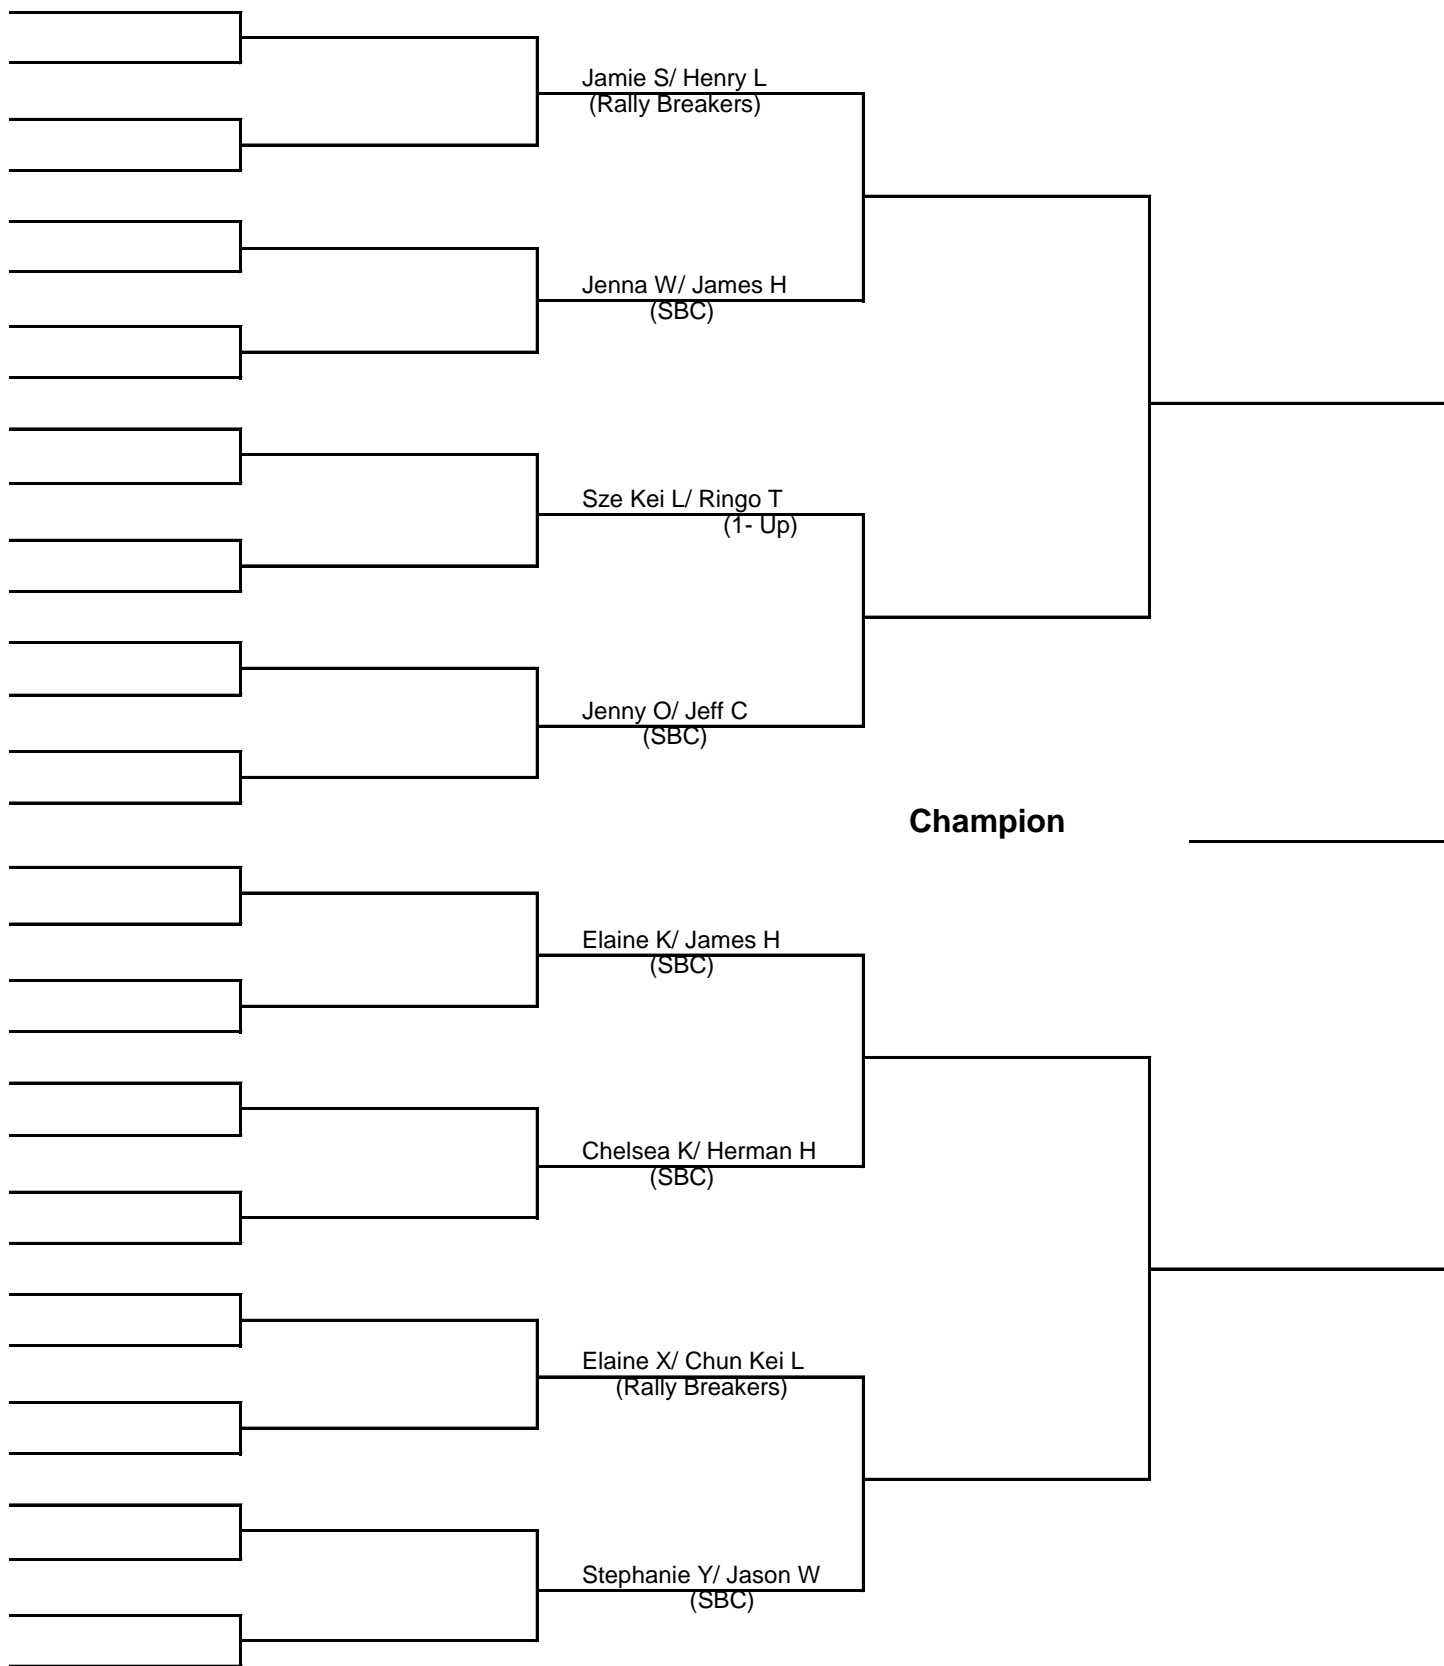 Jamie S/ Henry L
(Rally Breakers)
Jenna W/ James H
(SBC)
Sze Kei L/ Ringo T
(1- Up)
Jenny O/ Jeff C
(SBC)
Champion
Elaine K/ James H
(SBC)
Chelsea K/ Herman H
(SBC)
Elaine X/ Chun Kei L
(Rally Breakers)
Stephanie Y/ Jason W
(SBC)